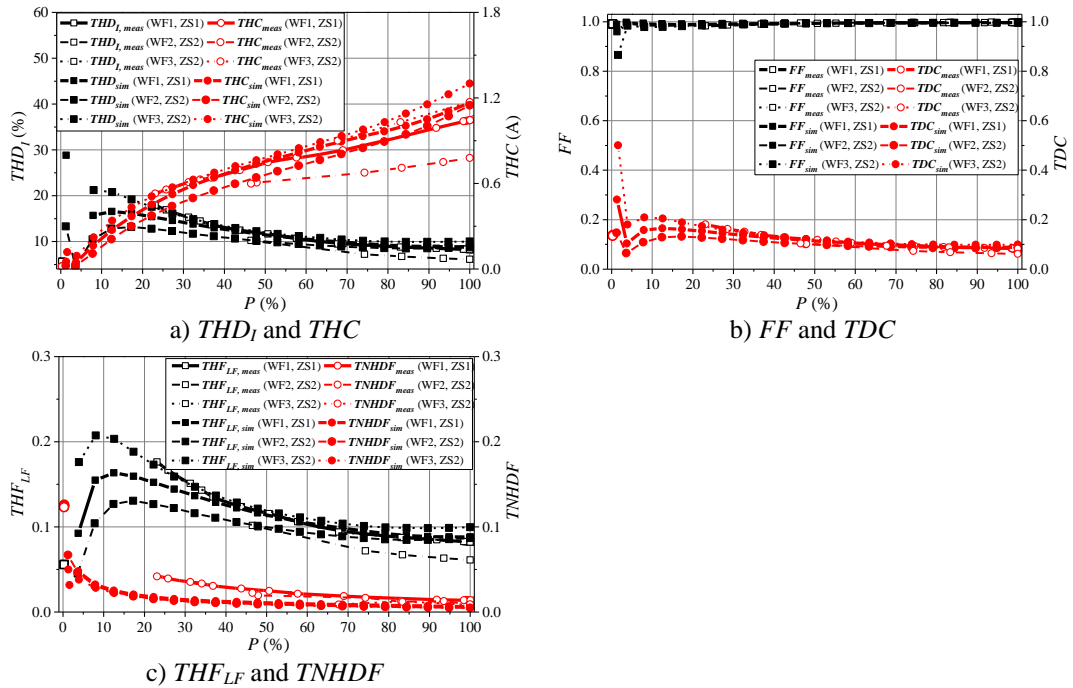 60
50
40
30
20
10
THD_I (%)
1.8
1.2
0.6
0.0
THC (A)
THD_I, meas (WF1, ZS1) THC_meas (WF1, ZS1)
THD_I, meas (WF2, ZS2) THC_meas (WF2, ZS2)
THD_I, meas (WF3, ZS2) THC_meas (WF3, ZS2)
THD_sim (WF1, ZS1) THC_sim (WF1, ZS1)
THD_sim (WF2, ZS2) THC_sim (WF2, ZS2)
THD_sim (WF3, ZS2) THC_sim (WF3, ZS2)
0 10 20 30 40 50 60 70 80 90 100
P (%)
a) THD_I and THC
1.0
0.8
0.6
0.4
0.2
0.0
FF
1.0
0.8
0.6
0.4
0.2
0.0
TDC
FF_meas (WF1, ZS1) TDC_meas (WF1, ZS1)
FF_meas (WF2, ZS2) TDC_meas (WF2, ZS2)
FF_meas (WF3, ZS2) TDC_meas (WF3, ZS2)
FF_sim (WF1, ZS1) TDC_sim (WF1, ZS1)
FF_sim (WF2, ZS2) TDC_sim (WF2, ZS2)
FF_sim (WF3, ZS2) TDC_sim (WF3, ZS2)
0 10 20 30 40 50 60 70 80 90 100
P (%)
b) FF and TDC
0.3
0.2
0.1
0.0
THF_LF
0.3
0.2
0.1
0.0
TNHDF
THF_LF, meas (WF1, ZS1) TNHDF_meas (WF1, ZS1)
THF_LF, meas (WF2, ZS2) TNHDF_meas (WF2, ZS2)
THF_LF, meas (WF3, ZS2) TNHDF_meas (WF3, ZS2)
THF_LF, sim (WF1, ZS1) TNHDF_sim (WF1, ZS1)
THF_LF, sim (WF2, ZS2) TNHDF_sim (WF2, ZS2)
THF_LF, sim (WF3, ZS2) TNHDF_sim (WF3, ZS2)
0 10 20 30 40 50 60 70 80 90 100
P (%)
c) THF_LF and TNHDF